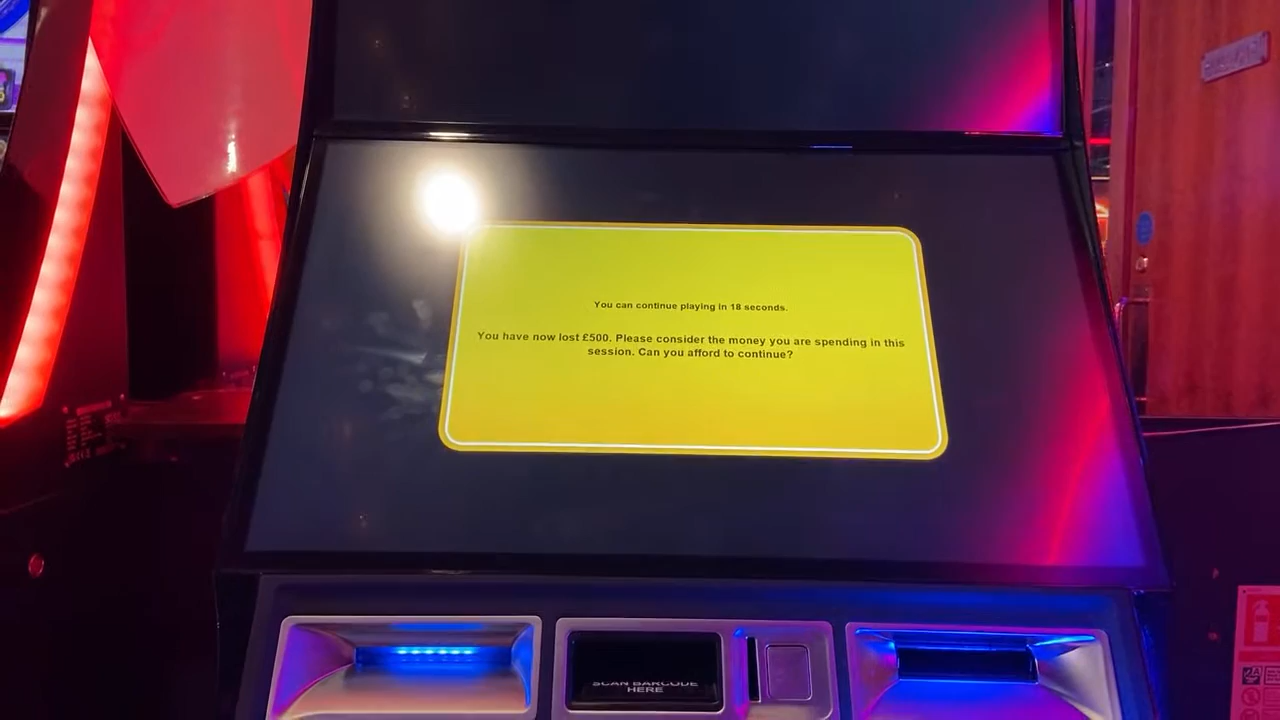 You can continue playing in 18 seconds.
You have now lost £500. Please consider the money you are spending in this
session. Can you afford to continue?
SCAN BARCODE
HERE